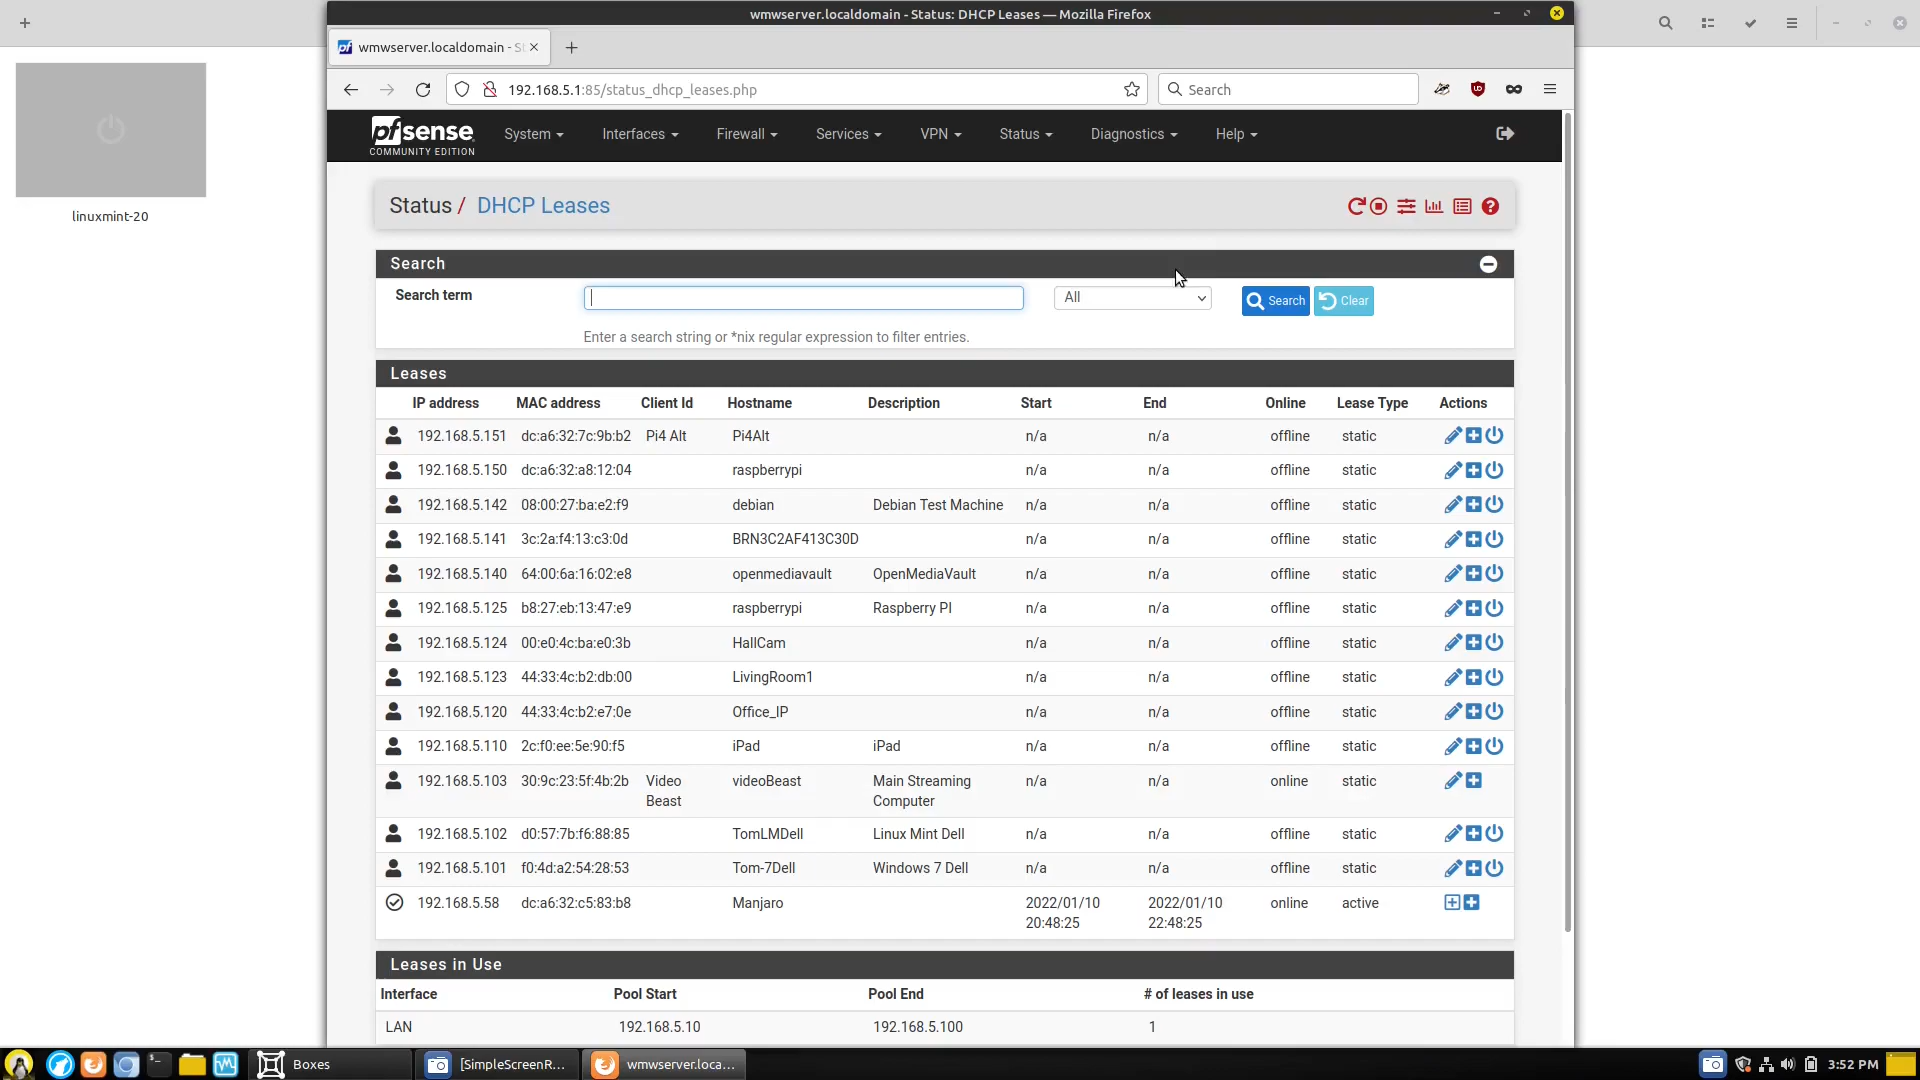 wmwserver.localdomain - Status: DHCP Leases — Mozilla Firefox
wmwserver.localdomain - S
192.168.5.1:85/status_dhcp_leases.php
Search
linuxmint-20
pfsense
COMMUNITY EDITION
System
Interfaces
Firewall
Services
VPN
Status
Diagnostics
Help
Status / DHCP Leases
Search
Search term
All
Search
Clear
Enter a search string or *nix regular expression to filter entries.
Leases
IP address MAC address Client Id Hostname Description Start End Online Lease Type Actions
192.168.5.151 dc:a6:32:7c:9b:b2 Pi4 Alt Pi4Alt n/a n/a offline static
192.168.5.150 dc:a6:32:a8:12:04 raspberrypi n/a n/a offline static
192.168.5.142 08:00:27:ba:e2:f9 debian Debian Test Machine n/a n/a offline static
192.168.5.141 3c:2a:f4:13:c3:0d BRN3C2AF413C30D n/a n/a offline static
192.168.5.140 64:00:6a:16:02:e8 openmediavault OpenMediaVault n/a n/a offline static
192.168.5.125 b8:27:eb:13:47:e9 raspberrypi Raspberry PI n/a n/a offline static
192.168.5.124 00:e0:4c:ba:e0:3b HallCam n/a n/a offline static
192.168.5.123 44:33:4c:b2:db:00 LivingRoom1 n/a n/a offline static
192.168.5.120 44:33:4c:b2:e7:0e Office_IP n/a n/a offline static
192.168.5.110 2c:f0:ee:5e:90:f5 iPad iPad n/a n/a offline static
192.168.5.103 30:9c:23:5f:4b:2b Video videoBeast Main Streaming n/a n/a online static
Beast Computer
192.168.5.102 d0:57:7b:f6:88:85 TomLMDell Linux Mint Dell n/a n/a offline static
192.168.5.101 f0:4d:a2:54:28:53 Tom-7Dell Windows 7 Dell n/a n/a offline static
192.168.5.58 dc:a6:32:c5:83:b8 Manjaro 2022/01/10 2022/01/10 online active
20:48:25 22:48:25
Leases in Use
Interface Pool Start Pool End # of leases in use
LAN 192.168.5.10 192.168.5.100 1
Boxes
[SimpleScreenR...
wmwserver.loca...
3:52 PM